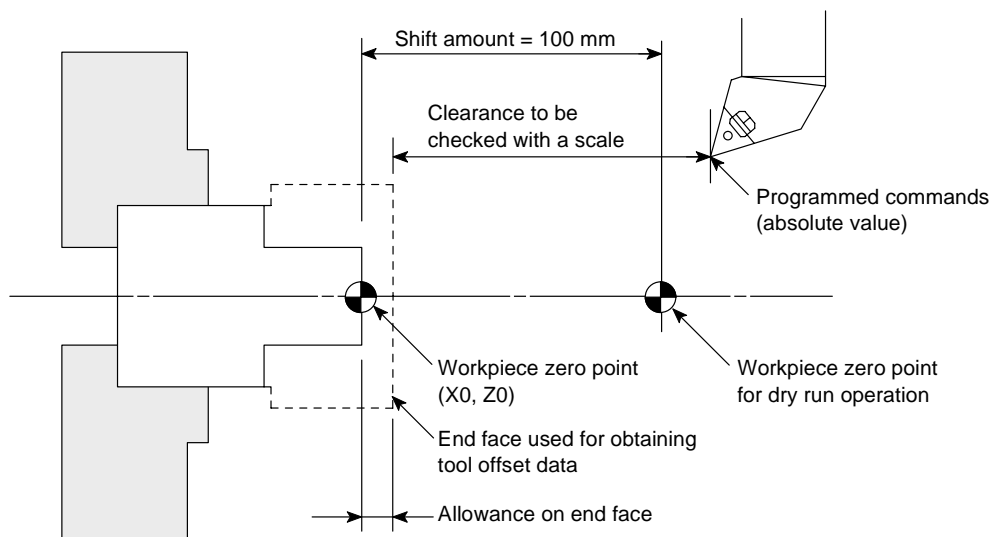 Shift amount = 100 mm
Clearance to be
checked with a scale
Programmed commands
(absolute value)
Workpiece zero point
(X0, Z0)
Workpiece zero point
for dry run operation
End face used for obtaining
tool offset data
Allowance on end face